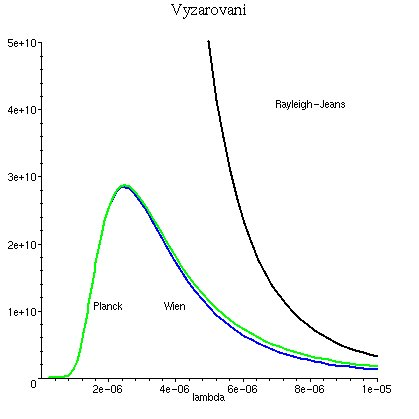 Vyzarovani
5e+10
Rayleigh-Jeans
4e+10
3e+10
2e+10
1e+10
Planck
Wien
0
2e-06
4e-06
6e-06
8e-06
1e-05
lambda